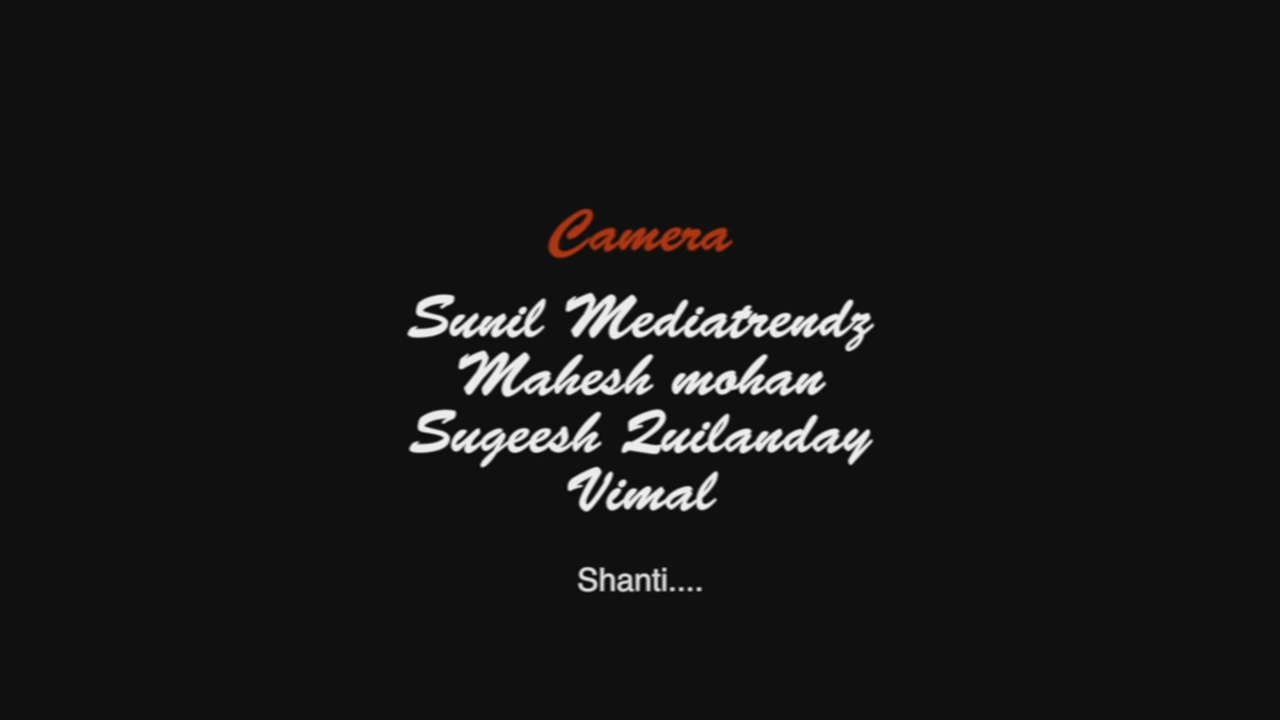 Camera
Sunil Mediatrendz
Mahesh mohan
Sugeesh Quilanday
Vimal
Shanti....